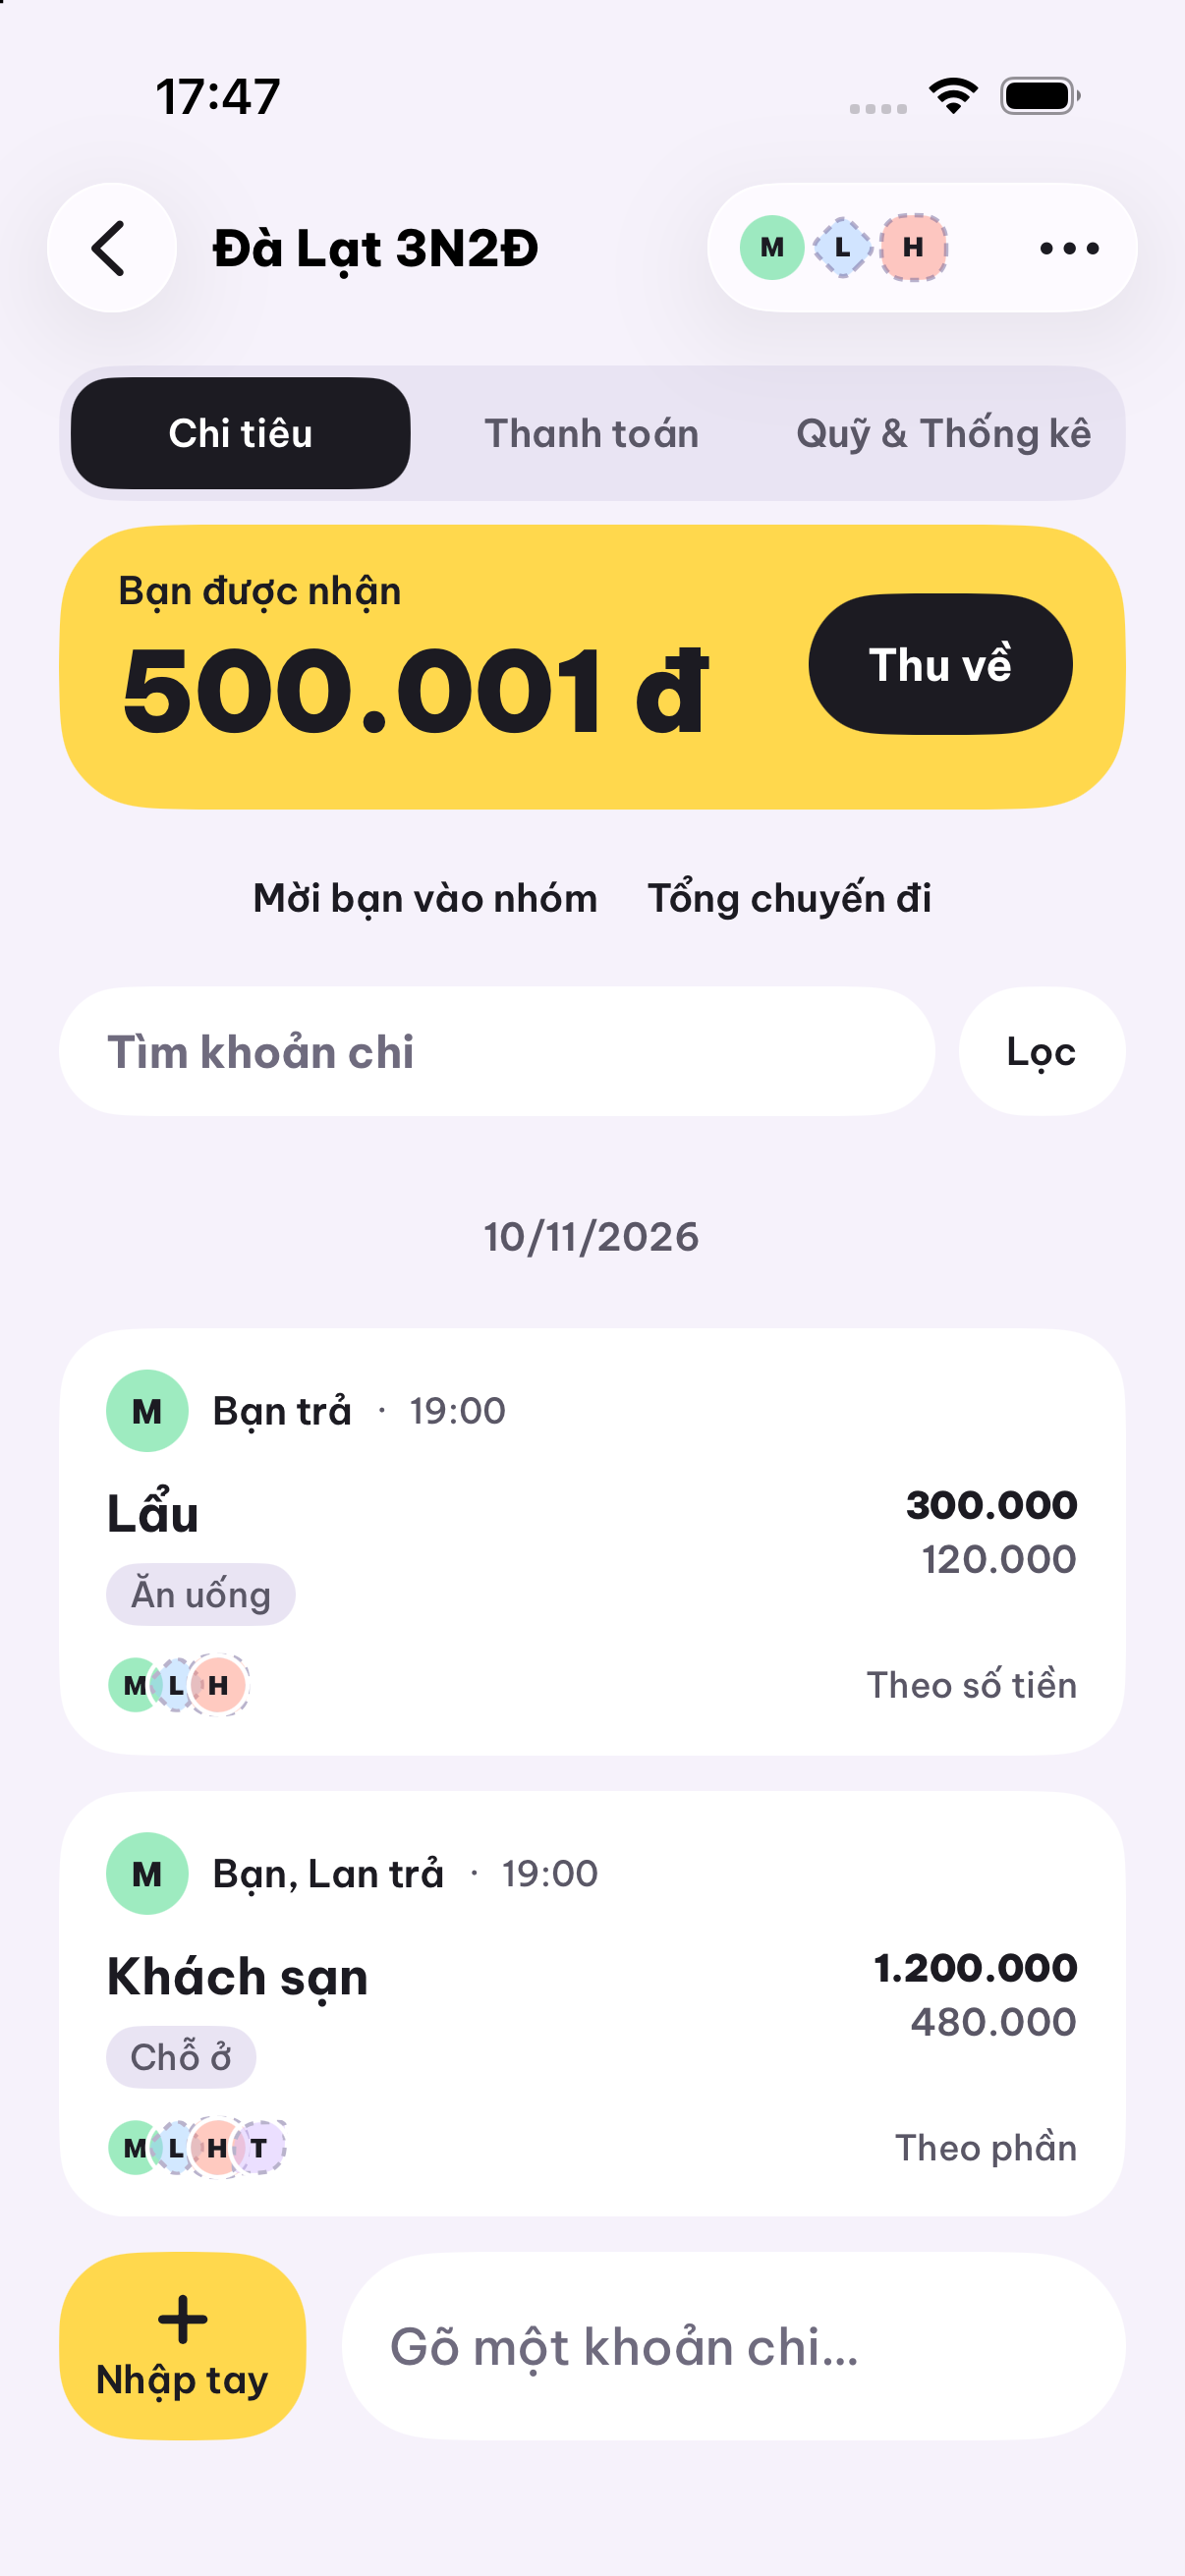 17:47
Đà Lạt 3N2Đ
M L H
Chi tiêu Thanh toán Quỹ & Thống kê
Bạn được nhận
500.001 đ
Thu về
Mời bạn vào nhóm Tổng chuyến đi
Tìm khoản chi
Lọc
10/11/2026
M Bạn trả · 19:00
Lẩu
300.000
120.000
Ăn uống
M L H
Theo số tiền
M Bạn, Lan trả · 19:00
Khách sạn
1.200.000
480.000
Chỗ ở
M L H T
Theo phần
Nhập tay
Gõ một khoản chi...